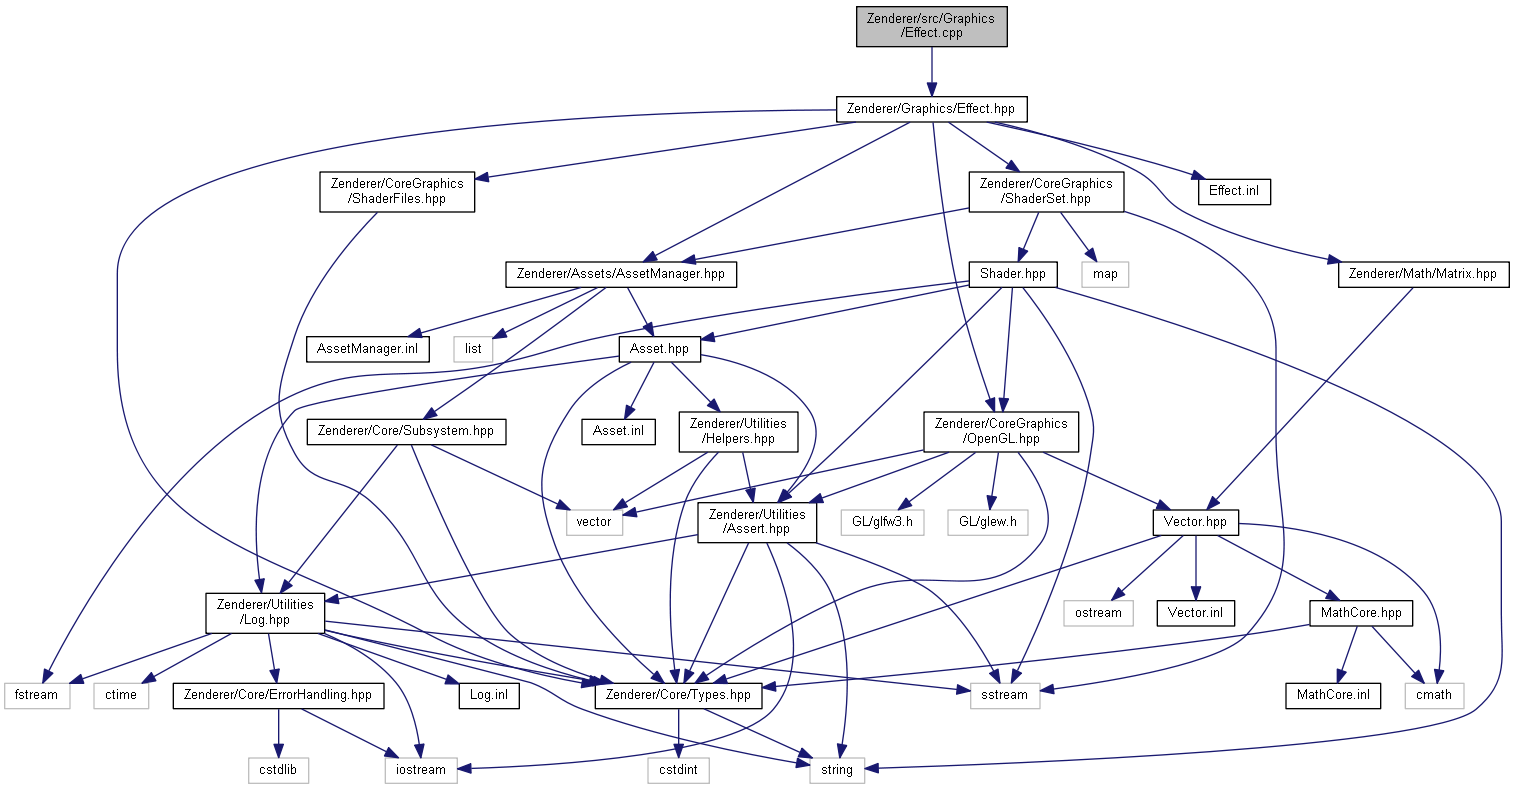 Zenderer/src/Graphics
/Effect.cpp
Zenderer/Graphics/Effect.hpp
Zenderer/CoreGraphics
/ShaderFiles.hpp
Zenderer/CoreGraphics
/ShaderSet.hpp
Effect.inl
Zenderer/Assets/AssetManager.hpp
Shader.hpp
map
Zenderer/Math/Matrix.hpp
AssetManager.inl
list
Asset.hpp
Zenderer/Core/Subsystem.hpp
Asset.inl
Zenderer/Utilities
/Helpers.hpp
Zenderer/CoreGraphics
/OpenGL.hpp
vector
Zenderer/Utilities
/Assert.hpp
GL/glfw3.h
GL/glew.h
Vector.hpp
Zenderer/Utilities
/Log.hpp
ostream
Vector.inl
MathCore.hpp
fstream
ctime
Zenderer/Core/ErrorHandling.hpp
Log.inl
Zenderer/Core/Types.hpp
sstream
MathCore.inl
cmath
cstdlib
iostream
cstdint
string